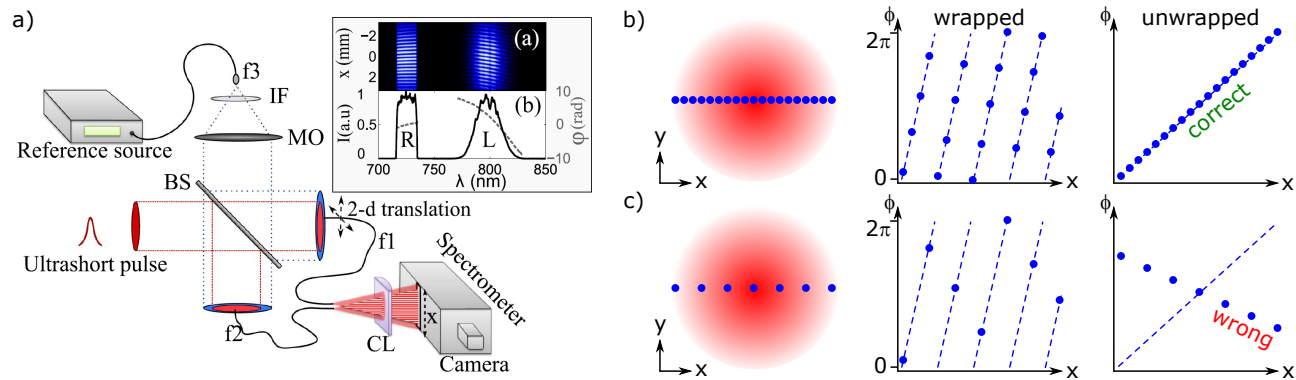 a)
f3
IF
MO
Reference source
BS
2-d translation
f1
Ultrashort pulse
f2
CL
x
Spectrometer
Camera
(a)
x (mm)
−2
0
2
(b)
I(a.u)
1
0.5
0
R
L
10
0
−10
φ (rad)
700
750
800
850
λ (nm)
b)
y
x
wrapped
ϕ
2π
0
x
unwrapped
ϕ
correct
x
c)
y
x
ϕ
2π
0
x
ϕ
wrong
x